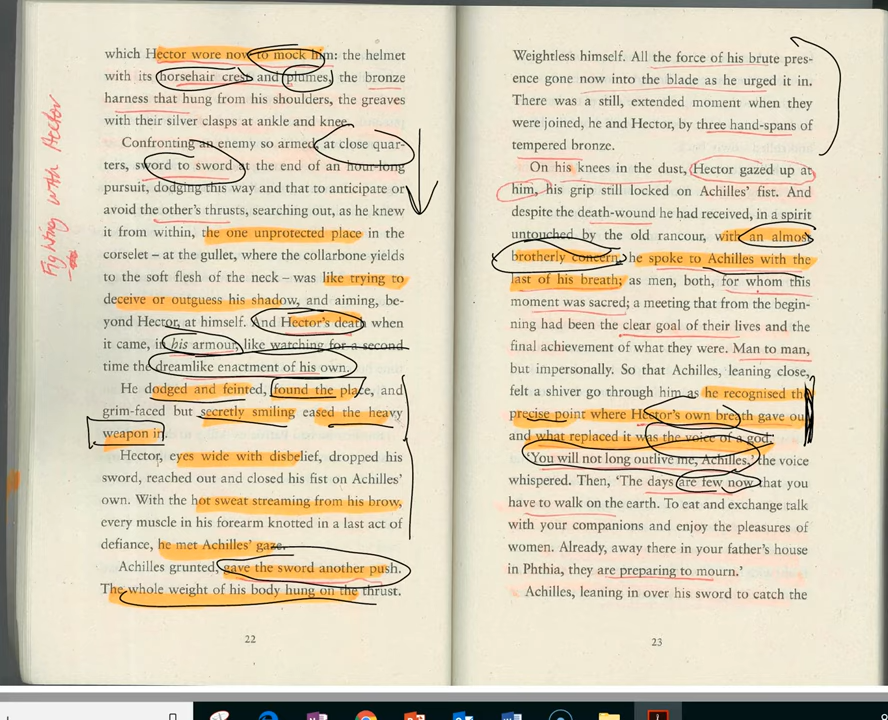 which Hector wore now to mock him: the helmet
with its horsehair crest and plumes, the bronze
harness that hung from his shoulders, the greaves
with their silver clasps at ankle and knee.
Confronting an enemy so armed, at close quar-
ters, sword to sword at the end of an hour-long
pursuit, dodging this way and that to anticipate or
avoid the other's thrusts, searching out, as he knew
it from within, the one unprotected place in the
corselet – at the gullet, where the collarbone yields
to the soft flesh of the neck – was like trying to
deceive or outguess his shadow, and aiming, be-
yond Hector, at himself. And Hector's death when
it came, in his armour, like watching for a second
time the dreamlike enactment of his own.
He dodged and feinted, found the place, and
grim-faced but secretly smiling eased the heavy
weapon in.
Hector, eyes wide with disbelief, dropped his
sword, reached out and closed his fist on Achilles'
own. With the hot sweat streaming from his brow,
every muscle in his forearm knotted in a last act of
defiance, he met Achilles' gaze.
Achilles grunted, gave the sword another push.
The whole weight of his body hung on the thrust.
22
Fighting with Hector
Weightless himself. All the force of his brute pres-
ence gone now into the blade as he urged it in.
There was a still, extended moment when they
were joined, he and Hector, by three hand-spans of
tempered bronze.
On his knees in the dust, Hector gazed up at
him, his grip still locked on Achilles' fist. And
despite the death-wound he had received, in a spirit
untouched by the old rancour, with an almost
brotherly concern, he spoke to Achilles with the
last of his breath; as men, both, for whom this
moment was sacred; a meeting that from the begin-
ning had been the clear goal of their lives and the
final achievement of what they were. Man to man,
but impersonally. So that Achilles, leaning close,
felt a shiver go through him as he recognised the
precise point where Hector's own breath gave out
and what replaced it was the voice of a god.
'You will not long outlive me, Achilles,' the voice
whispered. Then, 'The days are few now that you
have to walk on the earth. To eat and exchange talk
with your companions and enjoy the pleasures of
women. Already, away there in your father's house
in Phthia, they are preparing to mourn.'
Achilles, leaning in over his sword to catch the
23